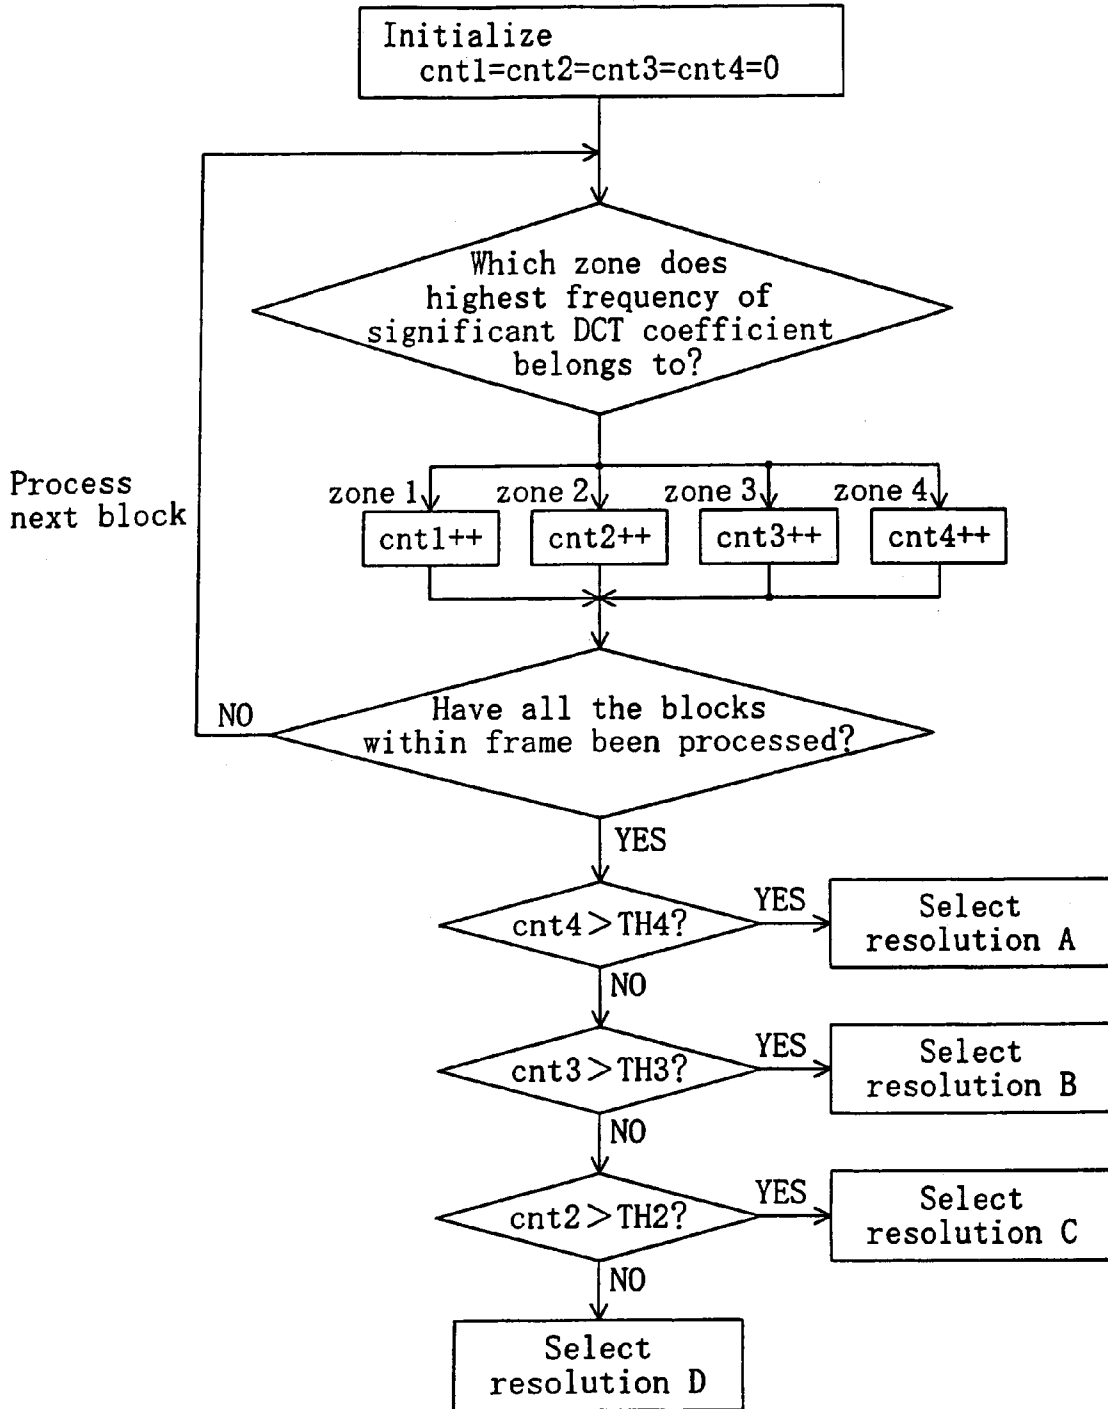 Initialize
cnt1=cnt2=cnt3=cnt4=0
Which zone does
highest frequency of
significant DCT coefficient
belongs to?
Process
next block
zone 1
zone 2
zone 3
zone 4
cnt1++
cnt2++
cnt3++
cnt4++
NO
Have all the blocks
within frame been processed?
YES
cnt4>TH4?
YES
Select
resolution A
NO
cnt3>TH3?
YES
Select
resolution B
NO
cnt2>TH2?
YES
Select
resolution C
NO
Select
resolution D